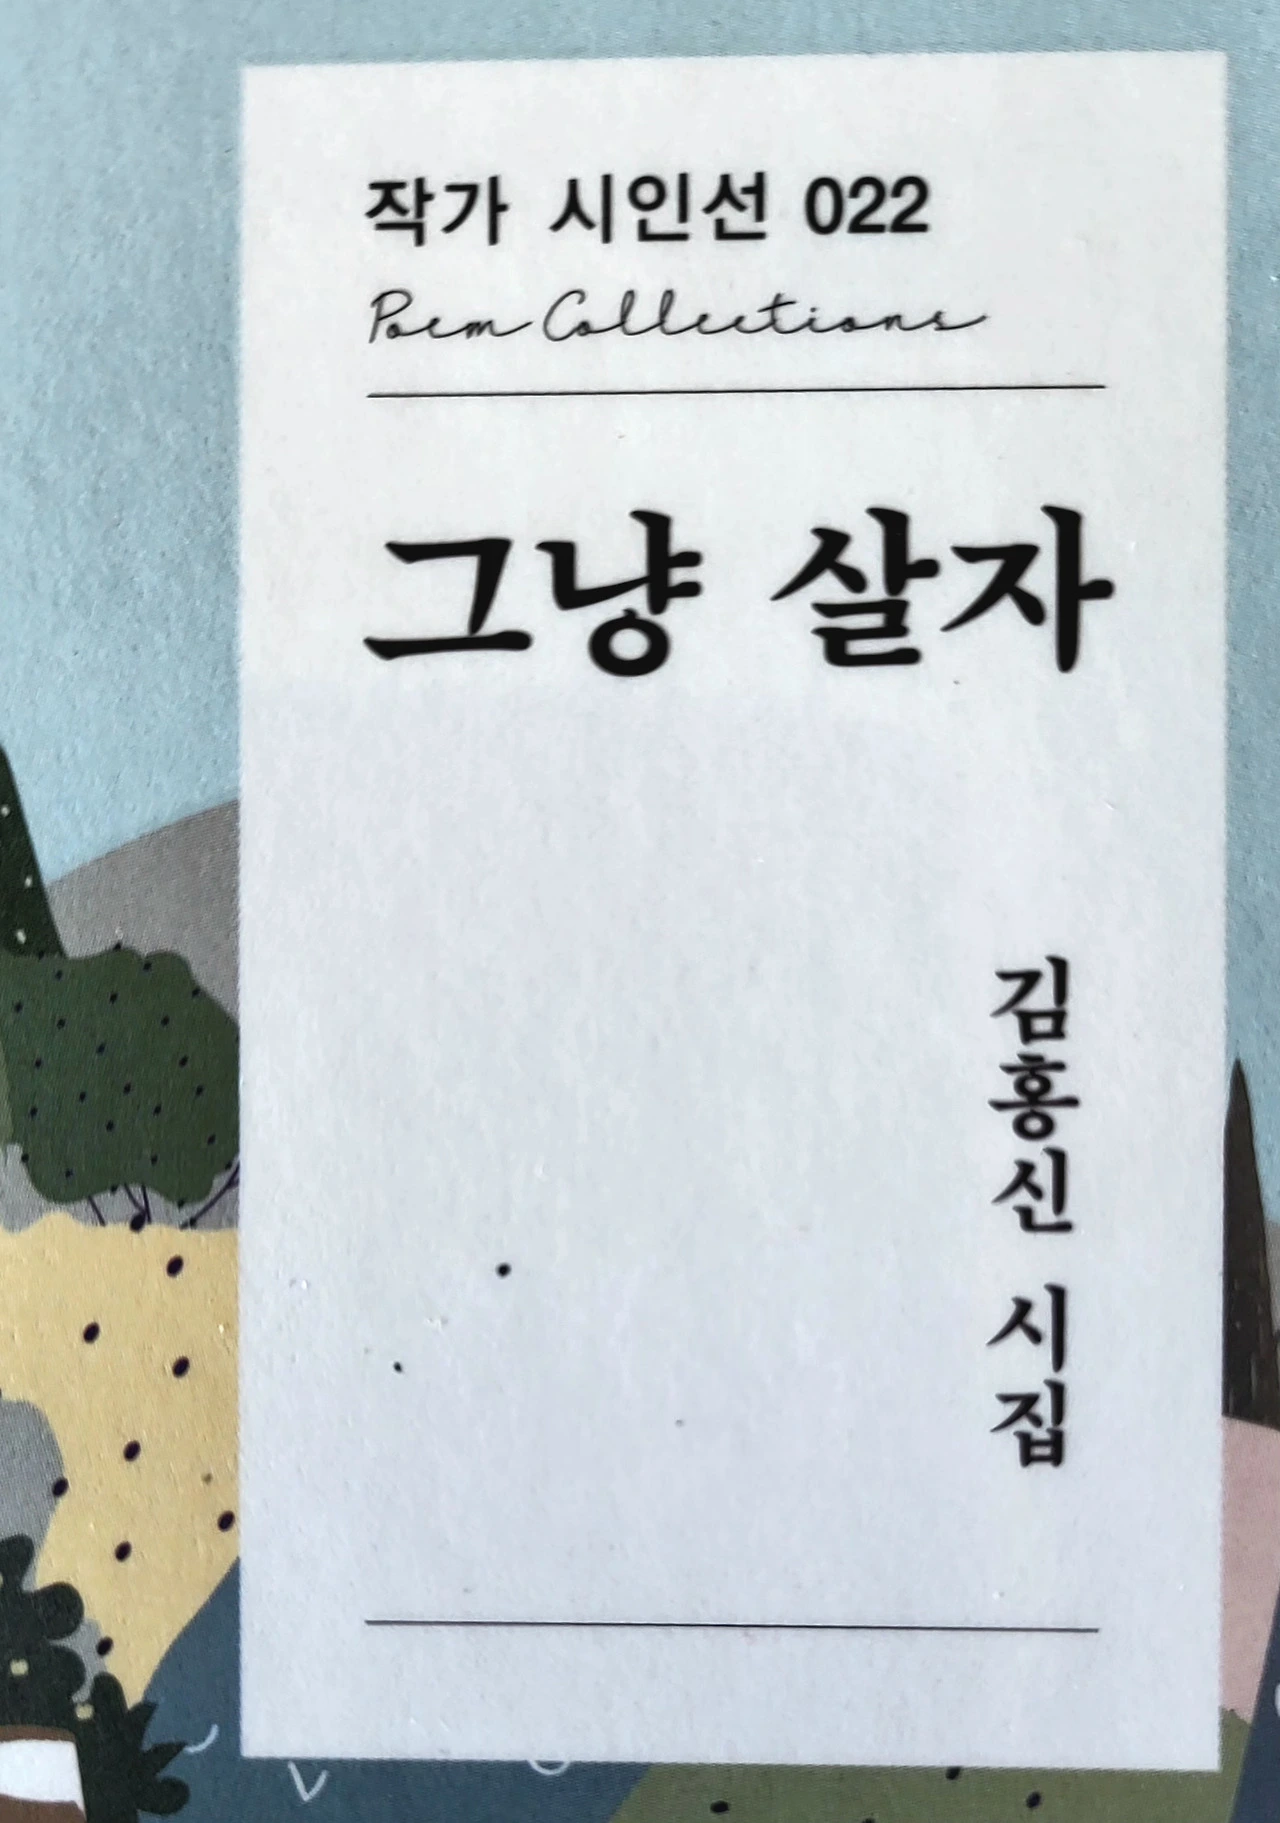 작가 시인선 022
Poem Collections
그냥 살자
김홍신 시집